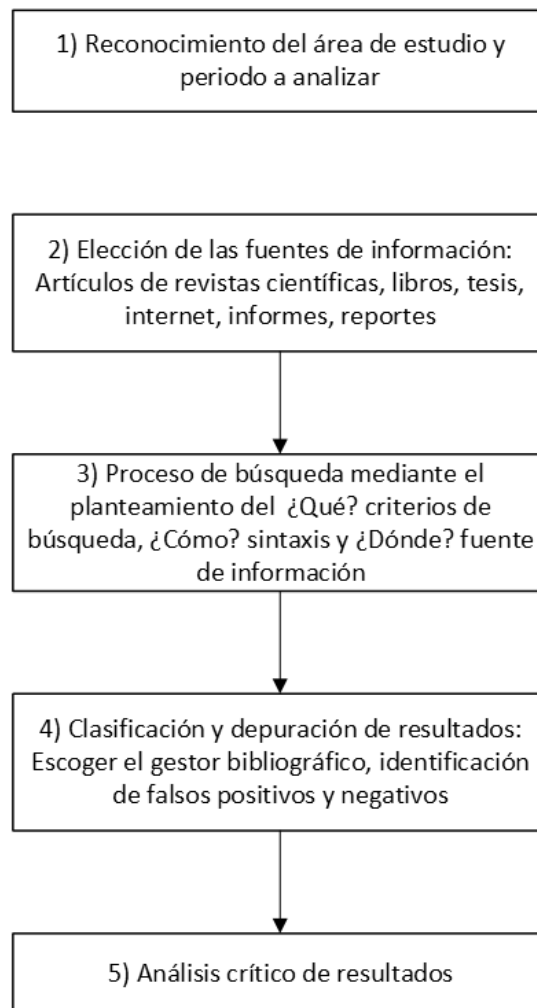 1) Reconocimiento del área de estudio y
periodo a analizar
2) Elección de las fuentes de información:
Artículos de revistas científicas, libros, tesis,
internet, informes, reportes
3) Proceso de búsqueda mediante el
planteamiento del ¿Qué? criterios de
búsqueda, ¿Cómo? sintaxis y ¿Dónde? fuente
de información
4) Clasificación y depuración de resultados:
Escoger el gestor bibliográfico, identificación
de falsos positivos y negativos
5) Análisis crítico de resultados